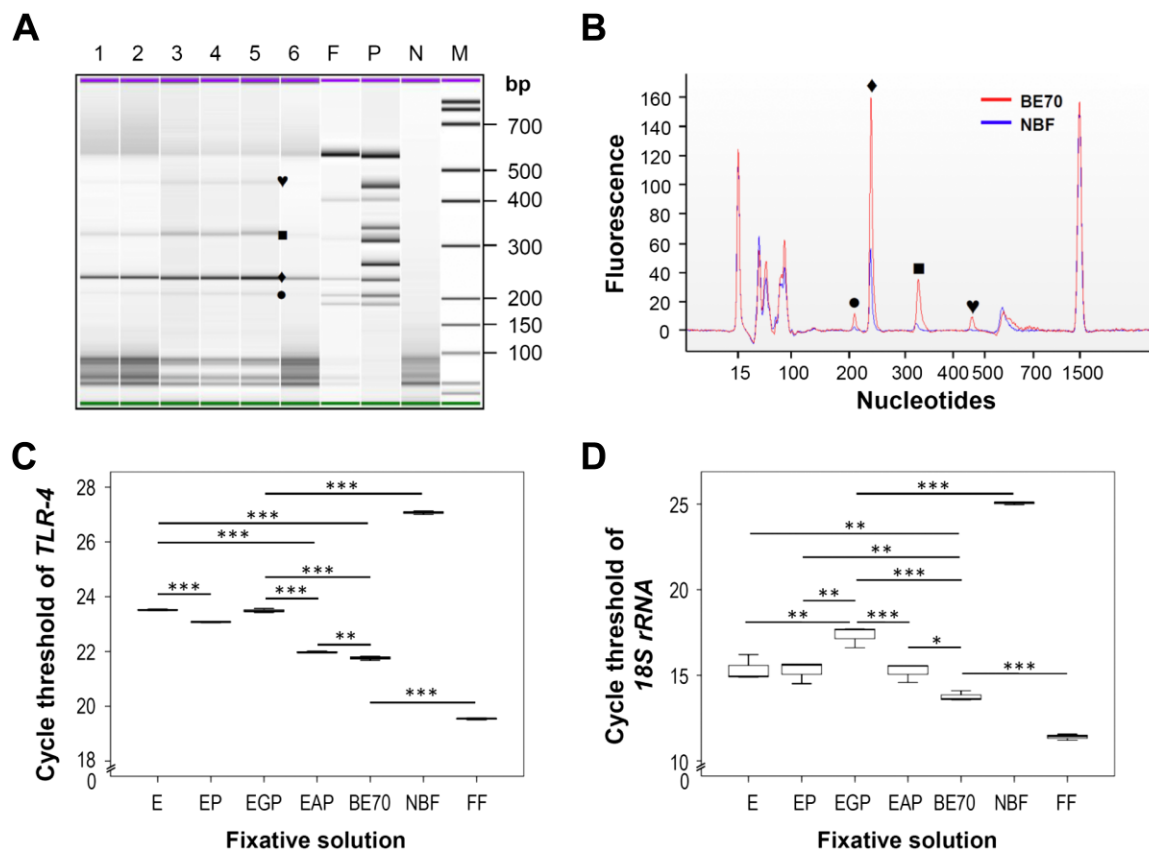 A
1 2 3 4 5 6 F P N M
bp
700
500
400
300
200
150
100
♥
■
♦
●
B
160
140
120
100
80
60
40
20
0
Fluorescence
BE70
NBF
♦
●
■
♥
15 100 200 300 400 500 700 1500
Nucleotides
C
28
26
24
22
20
18
0
Cycle threshold of TLR-4
***
***
***
***
***
***
**
***
E EP EGP EAP BE70 NBF FF
Fixative solution
D
25
20
15
10
0
Cycle threshold of
18S rRNA
***
**
**
***
**
**
***
*
***
E EP EGP EAP BE70 NBF FF
Fixative solution